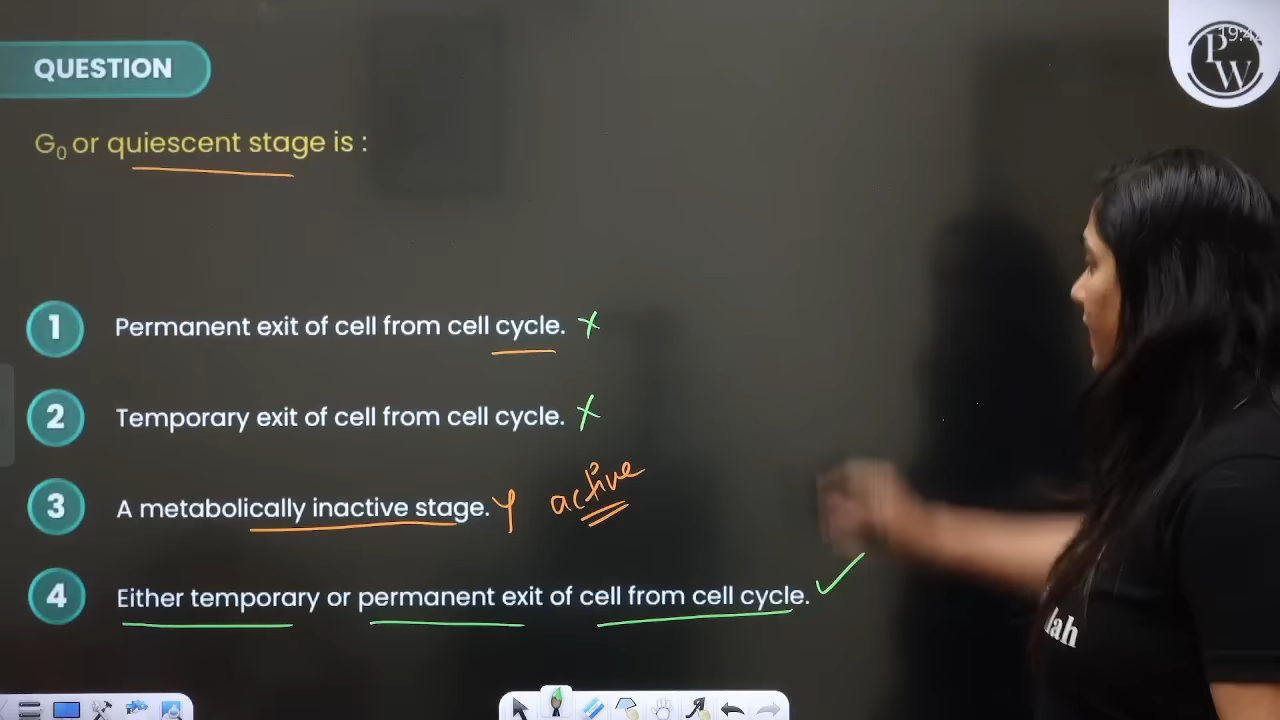 QUESTION
G₀ or quiescent stage is :
1 Permanent exit of cell from cell cycle. ×
2 Temporary exit of cell from cell cycle. ×
3 A metabolically inactive stage. active
4 Either temporary or permanent exit of cell from cell cycle. ✓
PW
lah